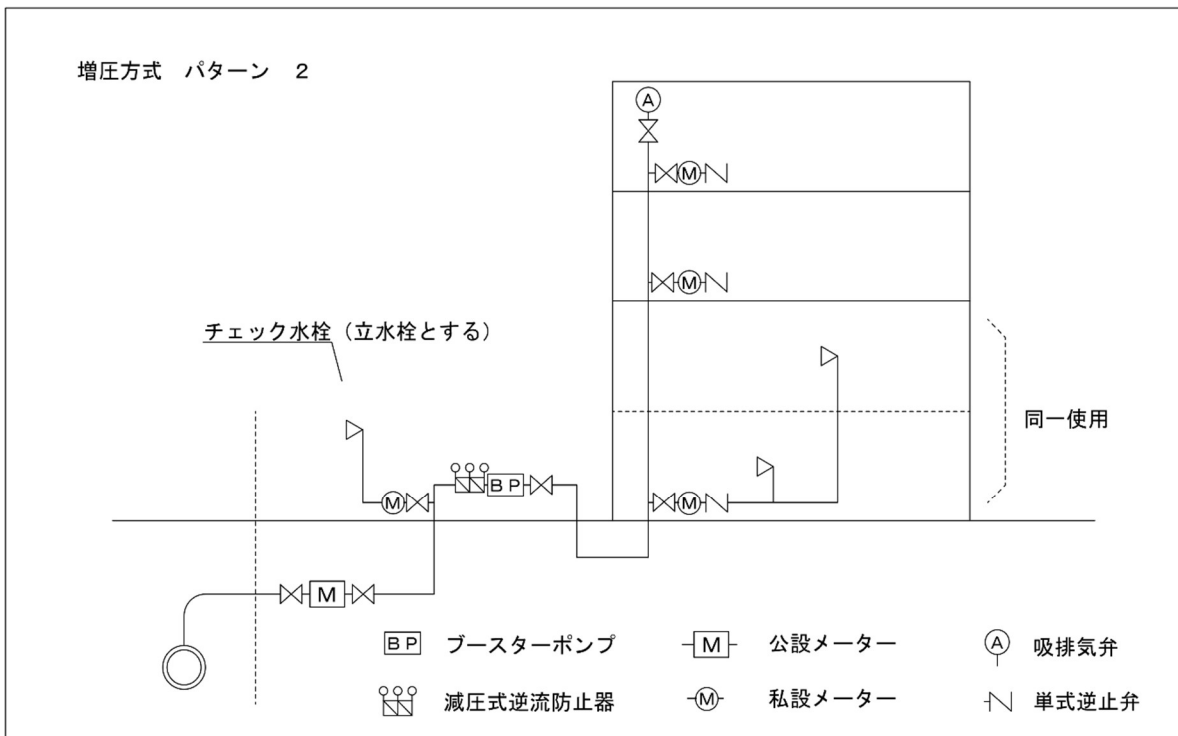 増圧方式 パターン 2
A
M
M
チェック水栓（立水栓とする）
同一使用
BP
M
M
M
BP ブースターポンプ
M 公設メーター
A 吸排気弁
減圧式逆流防止器
M 私設メーター
単式逆止弁